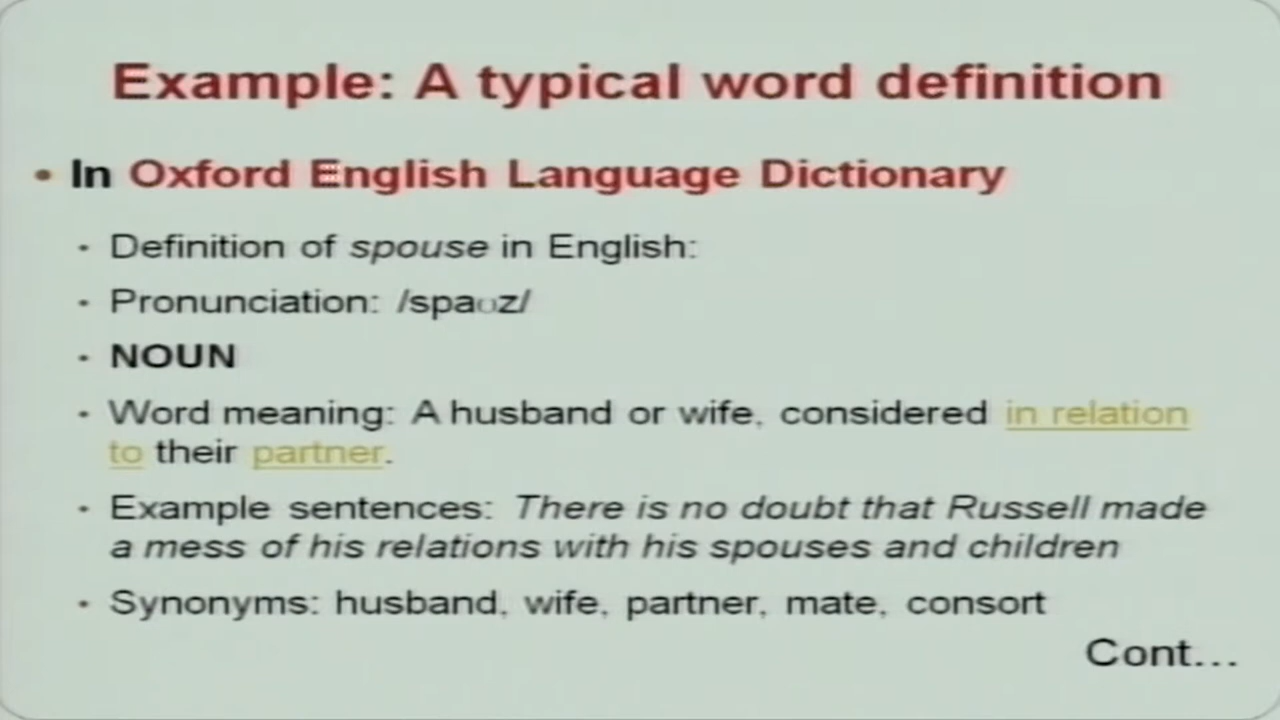 Example: A typical word definition
• In Oxford English Language Dictionary
• Definition of spouse in English:
• Pronunciation: /spaʊz/
• NOUN
• Word meaning: A husband or wife, considered in relation
to their partner.
• Example sentences: There is no doubt that Russell made
a mess of his relations with his spouses and children
• Synonyms: husband, wife, partner, mate, consort
Cont...